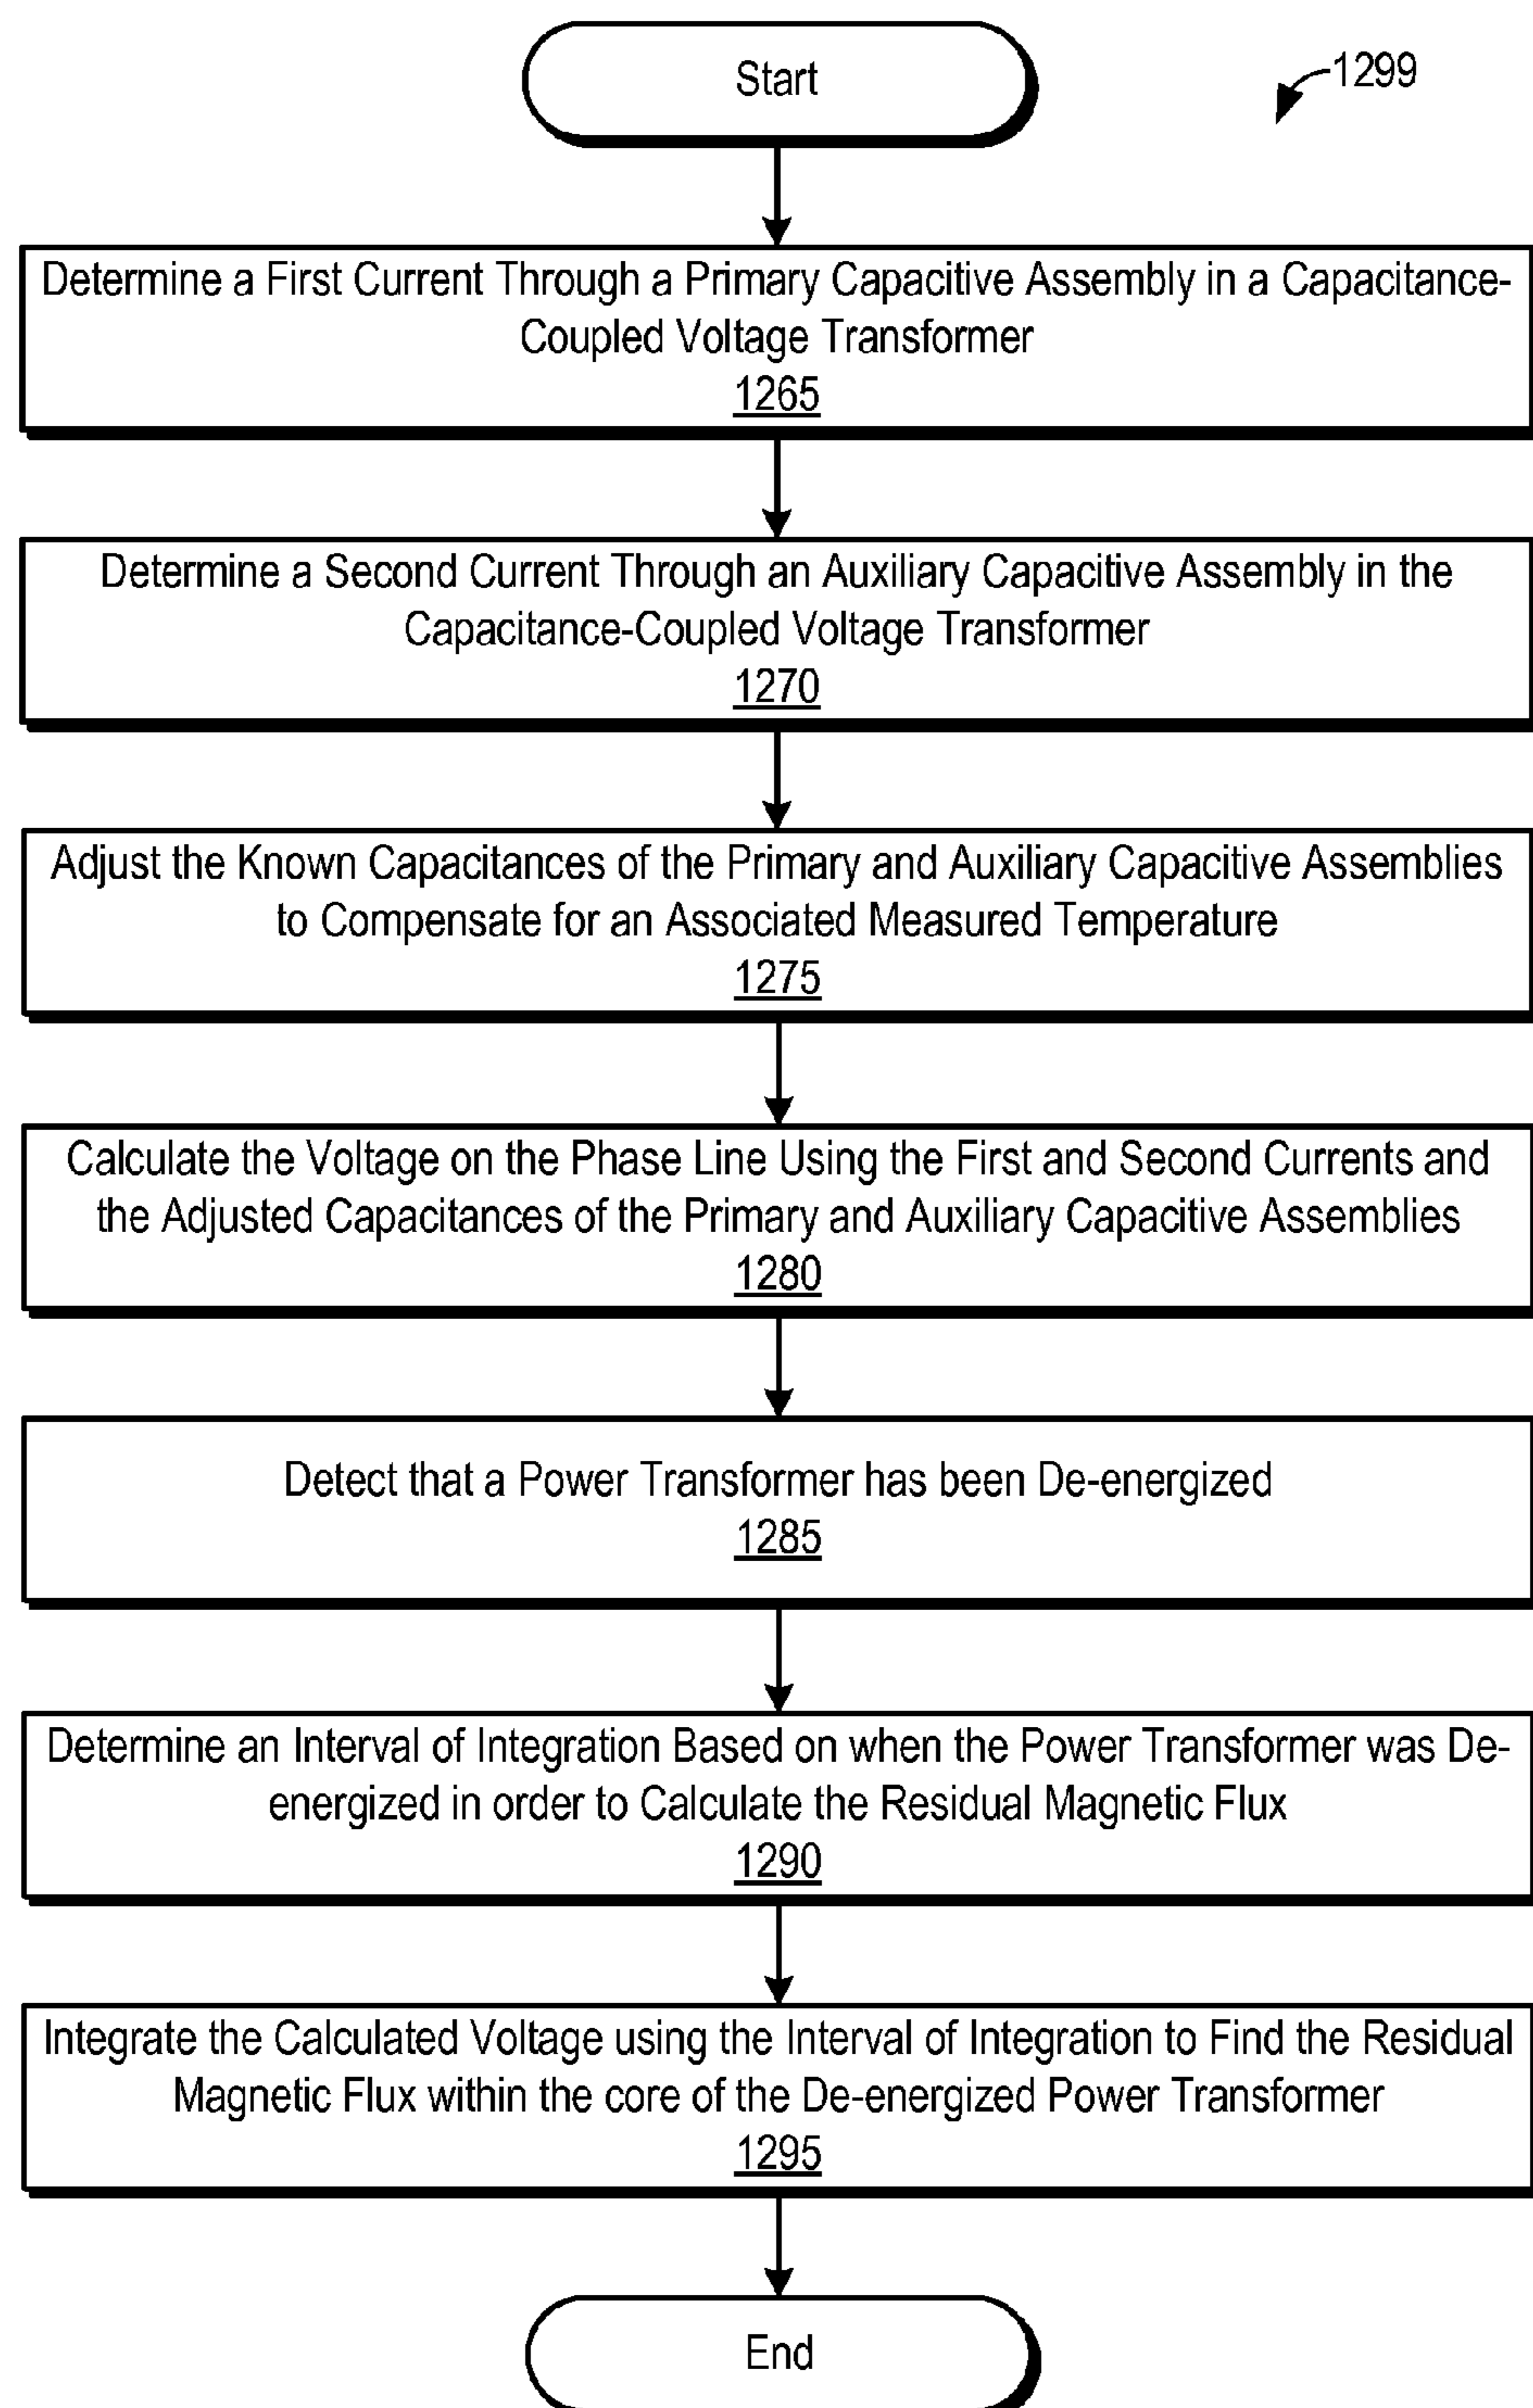 Start
1299
Determine a First Current Through a Primary Capacitive Assembly in a Capacitance-
Coupled Voltage Transformer
1265
Determine a Second Current Through an Auxiliary Capacitive Assembly in the
Capacitance-Coupled Voltage Transformer
1270
Adjust the Known Capacitances of the Primary and Auxiliary Capacitive Assemblies
to Compensate for an Associated Measured Temperature
1275
Calculate the Voltage on the Phase Line Using the First and Second Currents and
the Adjusted Capacitances of the Primary and Auxiliary Capacitive Assemblies
1280
Detect that a Power Transformer has been De-energized
1285
Determine an Interval of Integration Based on when the Power Transformer was De-
energized in order to Calculate the Residual Magnetic Flux
1290
Integrate the Calculated Voltage using the Interval of Integration to Find the Residual
Magnetic Flux within the core of the De-energized Power Transformer
1295
End